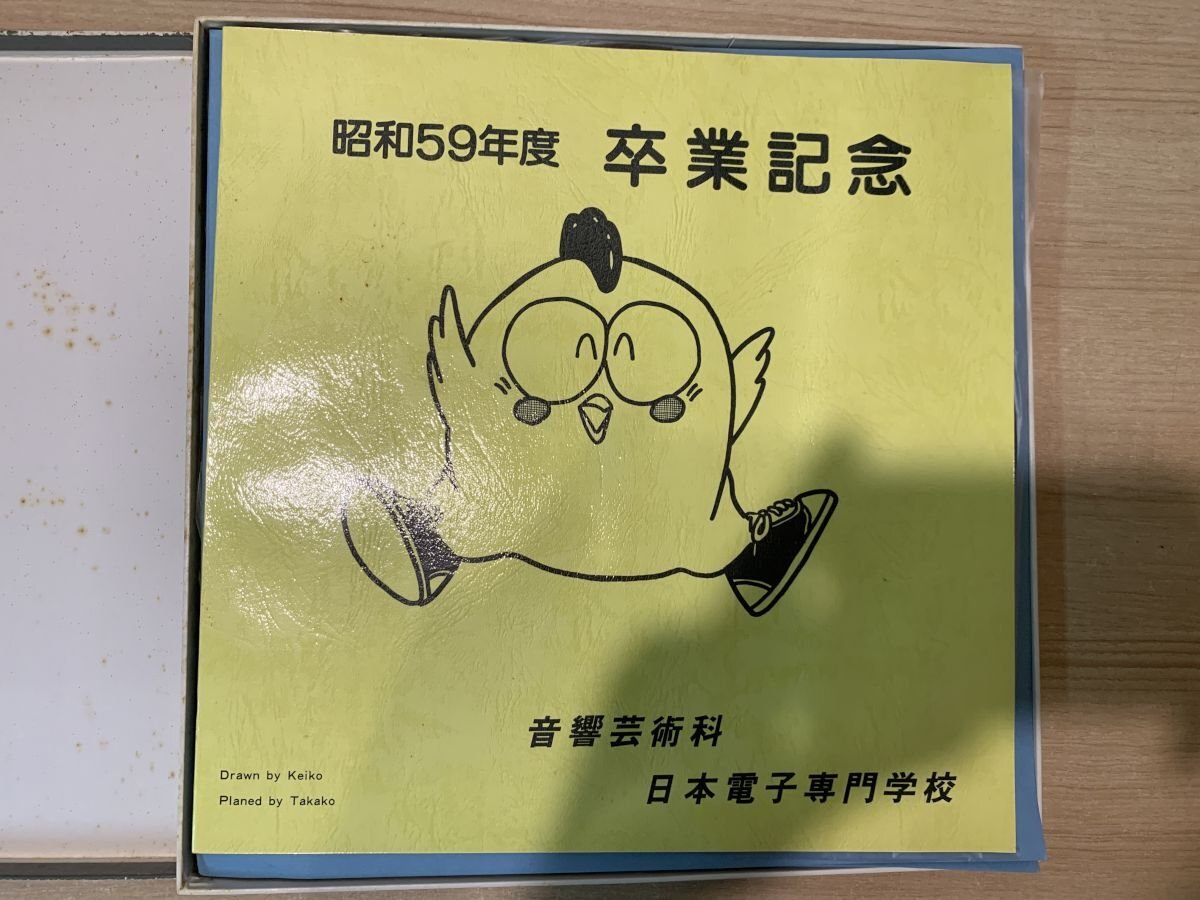 昭和59年度 卒業記念
音響芸術科
日本電子専門学校
Drawn by Keiko
Planed by Takako